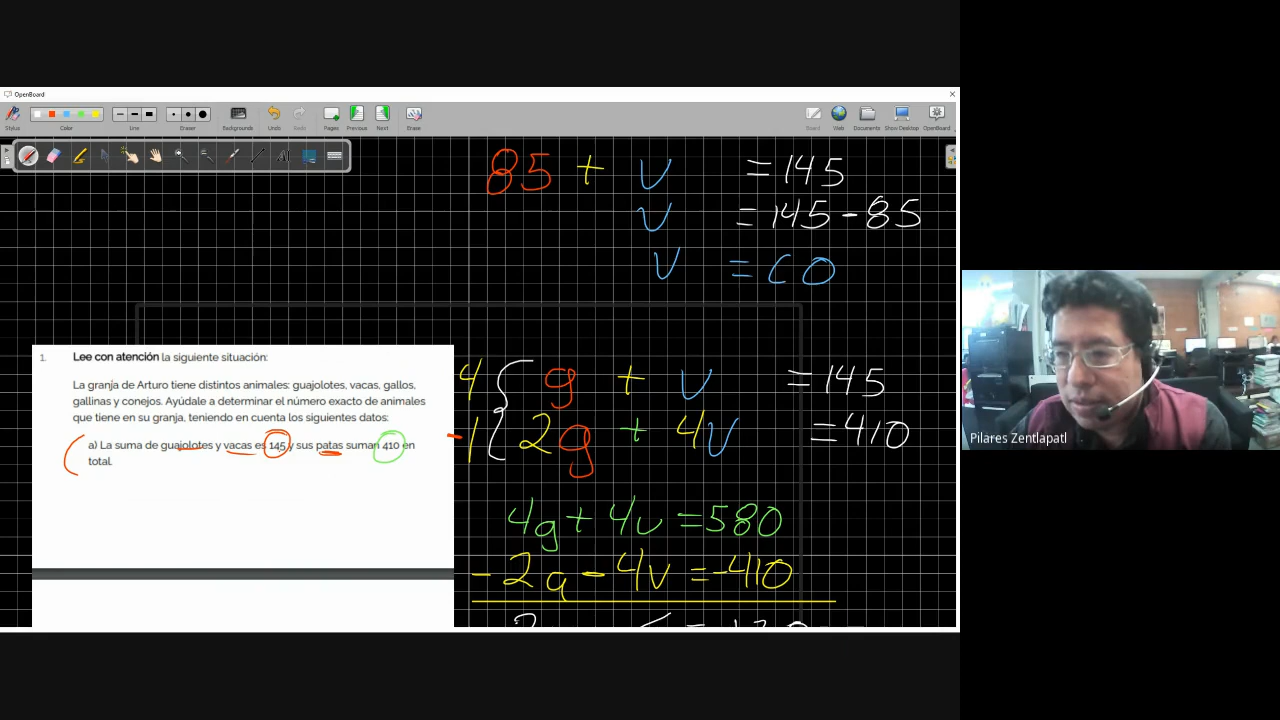 OpenBoard
Stylus
Color
Line
Eraser
Backgrounds
Undo
Redo
Pages
Previous
Next
Erase
Board
Web
Documents
Show Desktop
OpenBoard
85 + v = 145
v = 145 - 85
v = 60
1. Lee con atención la siguiente situación:
La granja de Arturo tiene distintos animales: guajolotes, vacas, gallos,
gallinas y conejos. Ayúdale a determinar el número exacto de animales
que tiene en su granja, teniendo en cuenta los siguientes datos:
a) La suma de guajolotes y vacas es 145 y sus patas suman 410 en
total.
4 { g + v = 145
-1 { 2g + 4v = 410
4g + 4v = 580
-2g - 4v = -410
Pilares Zentlapatl